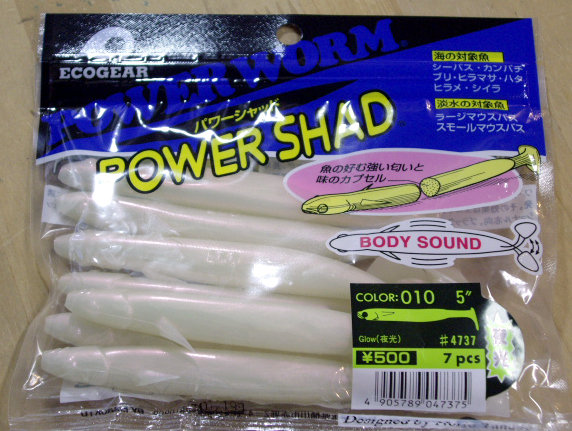 ECOGEAR
POWER WORM
海の対象魚
シーバス・カンパチ
ブリ・ヒラマサ・ハタ
ヒラメ・シイラ
淡水の対象魚
ラージマウスバス
スモールマウスバス
パワーシャッド
POWER SHAD
魚の好む強い匂いと
味のカプセル
BODY SOUND
COLOR:010 5"
Glow(夜光) #4737
¥500 7 pcs
夜光
4 905789 047375
Designed by